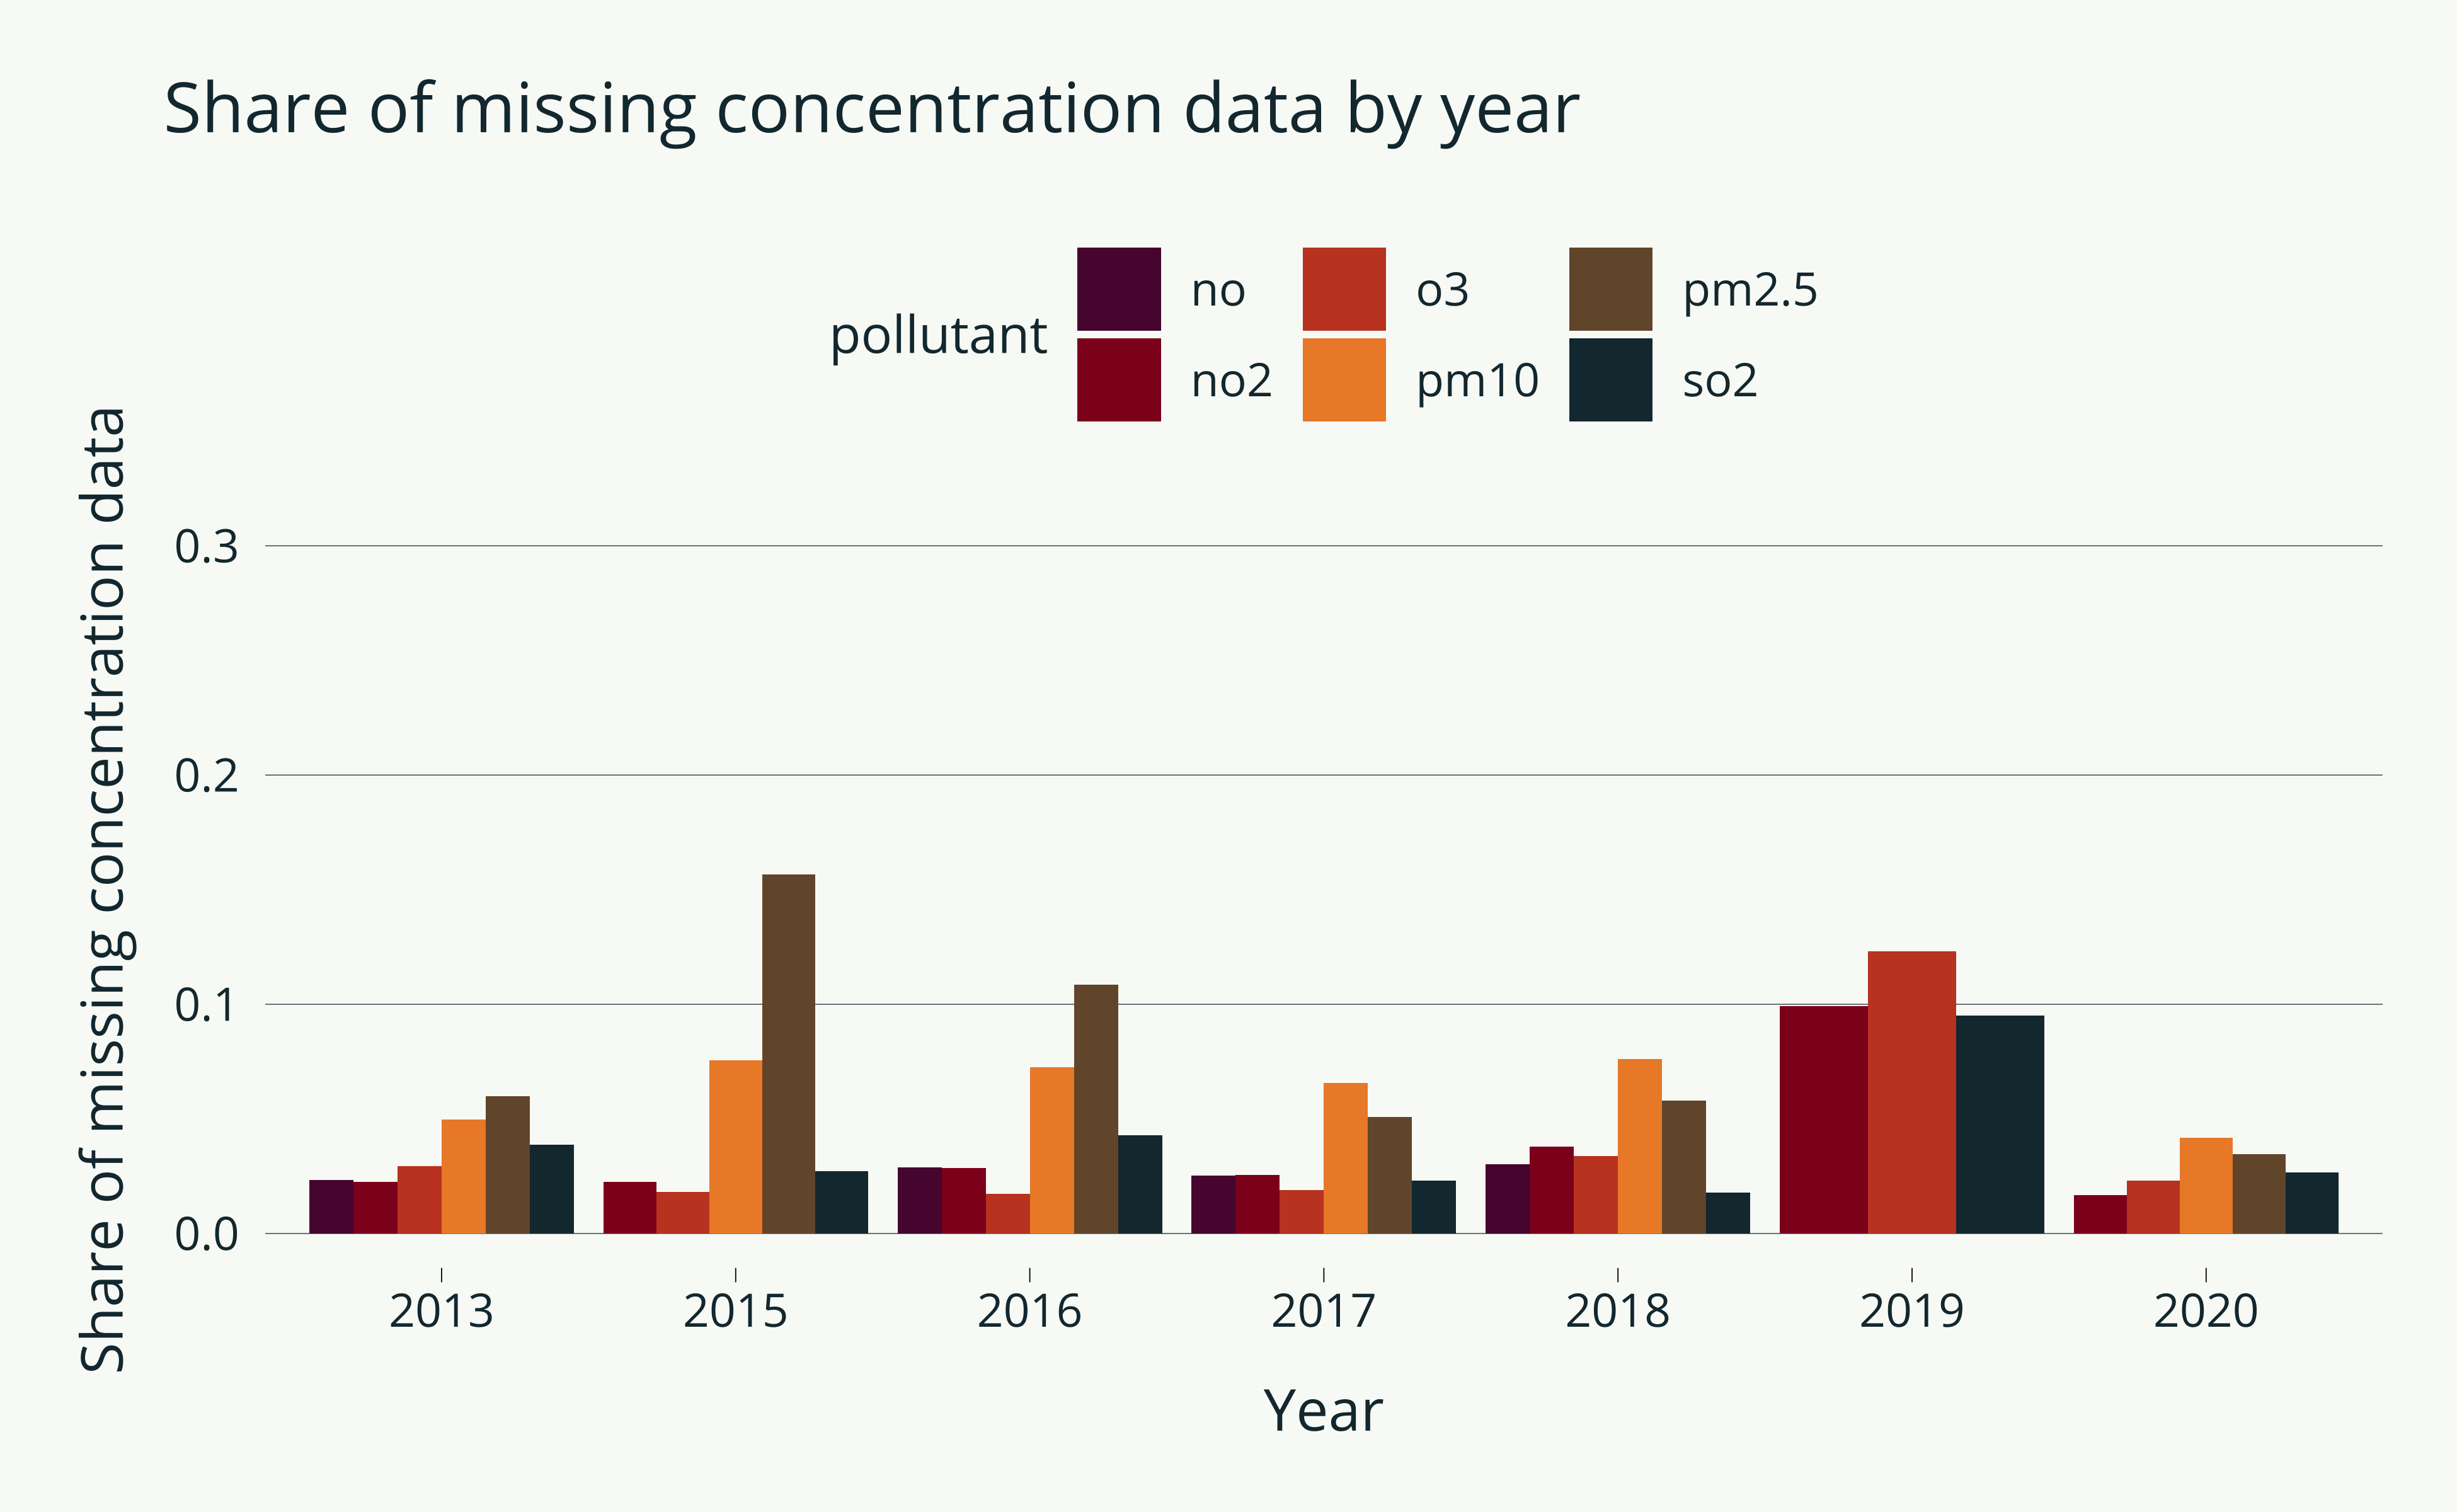 Share of missing concentration data by year
pollutant
no
o3
pm2.5
no2
pm10
so2
Share of missing concentration data
0.3
0.2
0.1
0.0
2013
2015
2016
2017
2018
2019
2020
Year